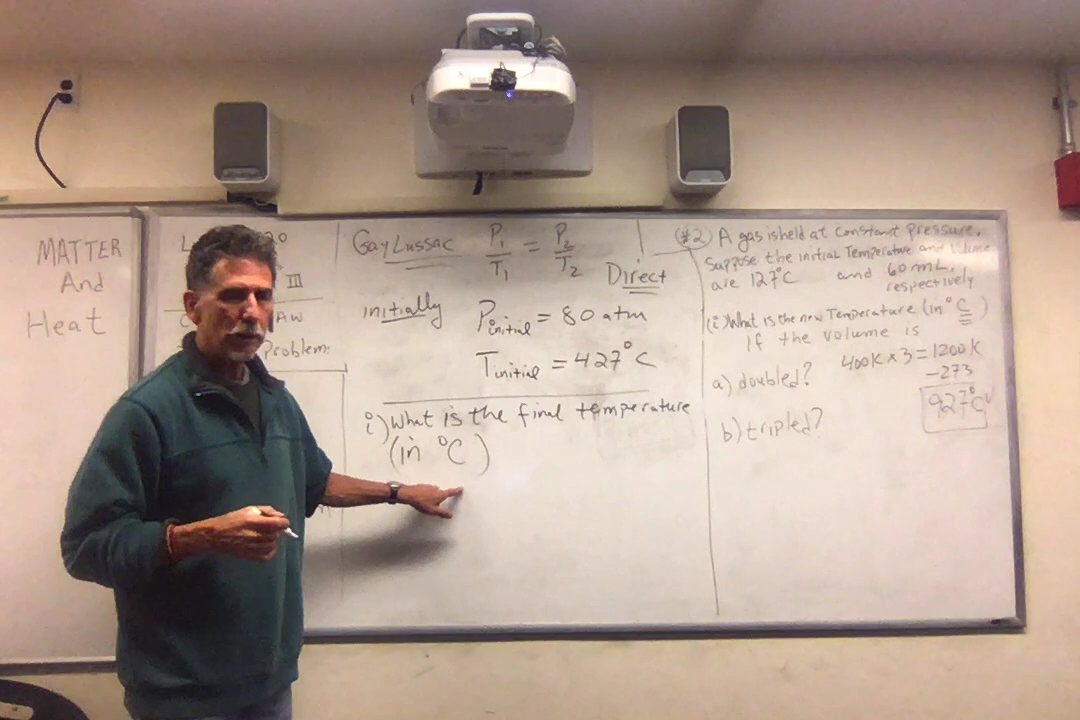 MATTER
And
Heat
L
20
III
AW
Problem:
Gay Lussac P₁/T₁ = P₂/T₂
Direct
initially Pinitial = 80 atm
Tinitial = 427°C
i) What is the final temperature
(in °C)
#2) A gas is held at constant pressure.
Suppose the initial Temperature and volume
are 127°C and 60 mL,
respectively
(i) What is the new Temperature (in °C)
If the volume is
a) doubled? 400K x 3 = 1200K
-273
927°C
b) tripled?